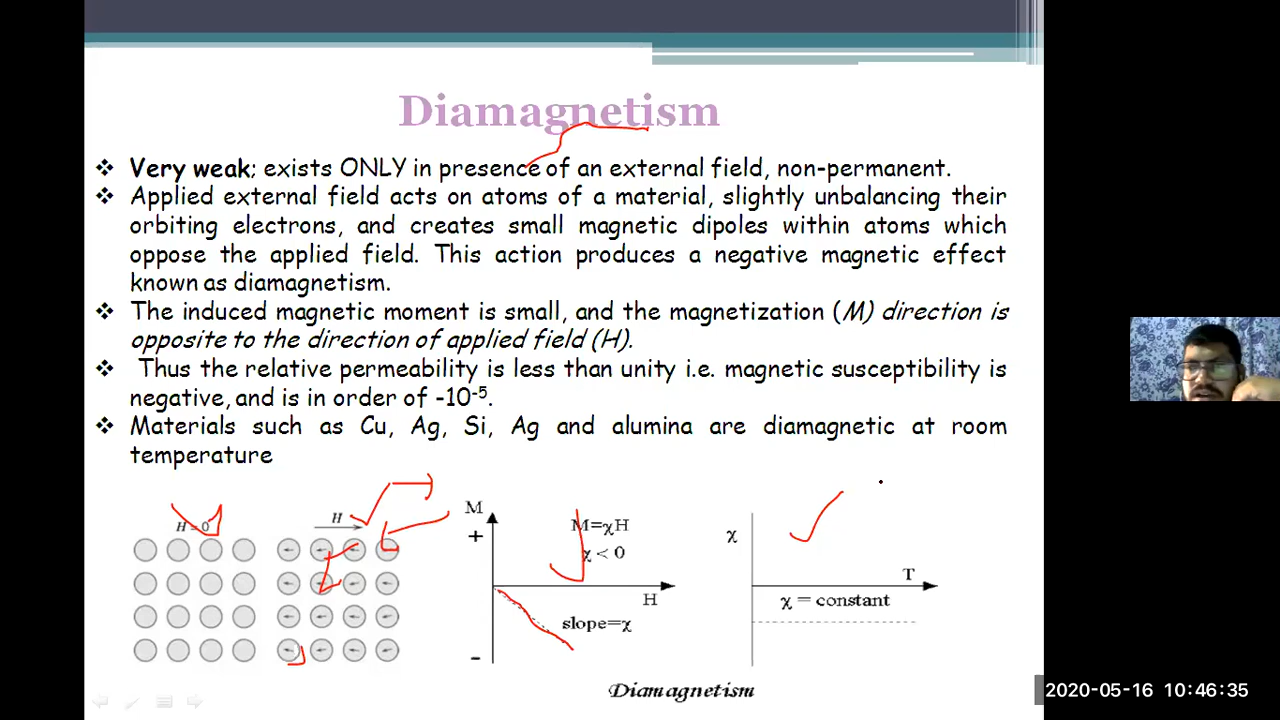 Diamagnetism
❖ Very weak; exists ONLY in presence of an external field, non-permanent.
❖ Applied external field acts on atoms of a material, slightly unbalancing their
orbiting electrons, and creates small magnetic dipoles within atoms which
oppose the applied field. This action produces a negative magnetic effect
known as diamagnetism.
❖ The induced magnetic moment is small, and the magnetization (M) direction is
opposite to the direction of applied field (H).
❖ Thus the relative permeability is less than unity i.e. magnetic susceptibility is
negative, and is in order of -10⁻⁵.
❖ Materials such as Cu, Ag, Si, Ag and alumina are diamagnetic at room
temperature
H = 0
H
M
+
-
M=χH
χ < 0
H
slope=χ
χ
T
χ = constant
Diamagnetism
2020-05-16 10:46:35